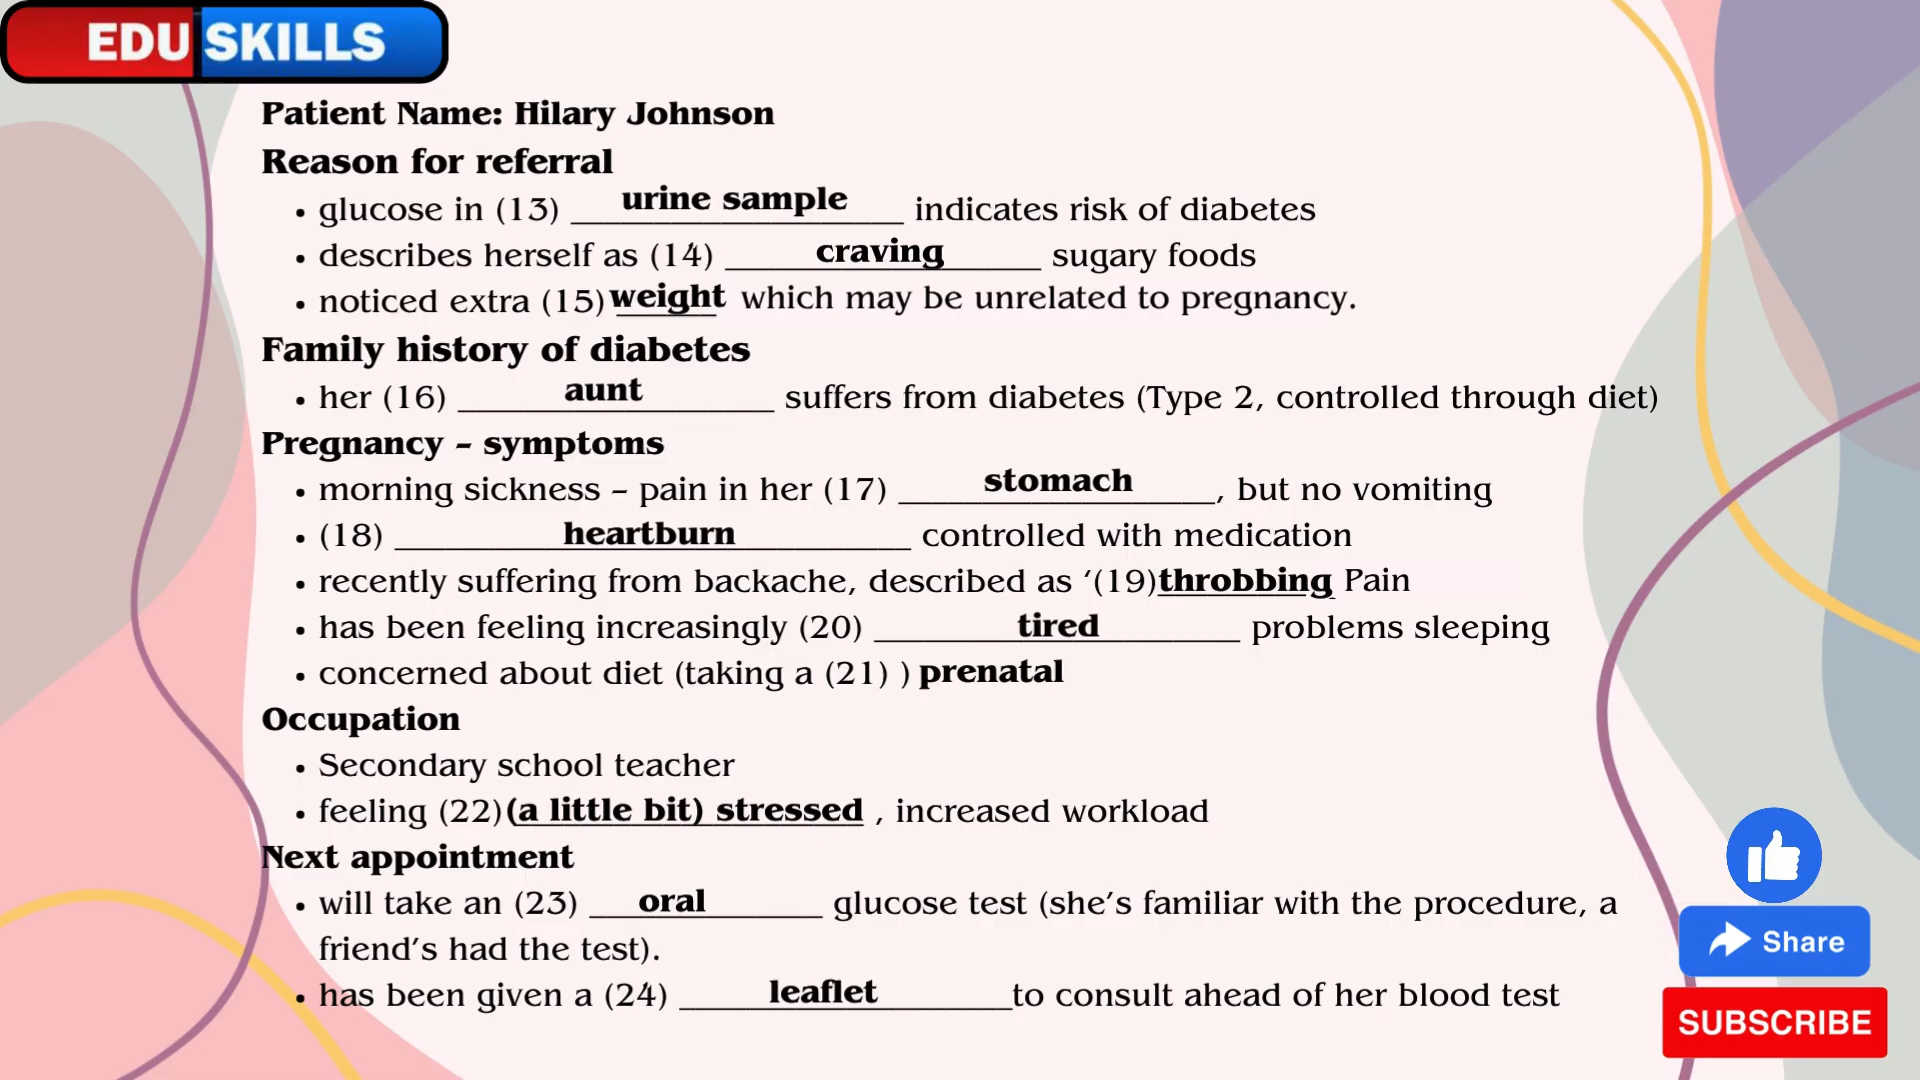 EDU SKILLS
Patient Name: Hilary Johnson
Reason for referral
• glucose in (13) urine sample indicates risk of diabetes
• describes herself as (14) craving sugary foods
• noticed extra (15) weight which may be unrelated to pregnancy.
Family history of diabetes
• her (16) aunt suffers from diabetes (Type 2, controlled through diet)
Pregnancy – symptoms
• morning sickness – pain in her (17) stomach, but no vomiting
• (18) heartburn controlled with medication
• recently suffering from backache, described as ‘(19)throbbing Pain
• has been feeling increasingly (20) tired problems sleeping
• concerned about diet (taking a (21) ) prenatal
Occupation
• Secondary school teacher
• feeling (22)(a little bit) stressed , increased workload
Next appointment
• will take an (23) oral glucose test (she’s familiar with the procedure, a
friend’s had the test).
• has been given a (24) leaflet to consult ahead of her blood test
Share
SUBSCRIBE